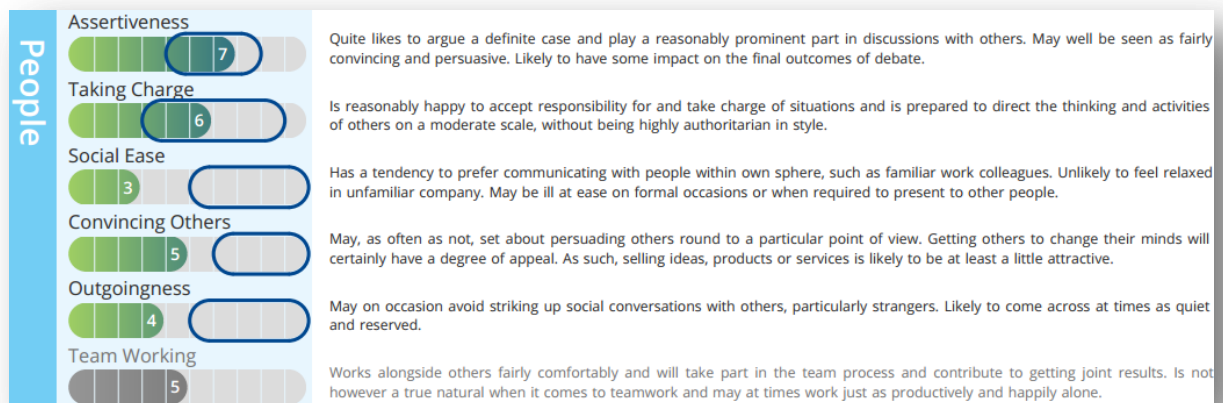 People
Assertiveness
7
Quite likes to argue a definite case and play a reasonably prominent part in discussions with others. May well be seen as fairly
convincing and persuasive. Likely to have some impact on the final outcomes of debate.
Taking Charge
6
Is reasonably happy to accept responsibility for and take charge of situations and is prepared to direct the thinking and activities
of others on a moderate scale, without being highly authoritarian in style.
Social Ease
3
Has a tendency to prefer communicating with people within own sphere, such as familiar work colleagues. Unlikely to feel relaxed
in unfamiliar company. May be ill at ease on formal occasions or when required to present to other people.
Convincing Others
5
May, as often as not, set about persuading others round to a particular point of view. Getting others to change their minds will
certainly have a degree of appeal. As such, selling ideas, products or services is likely to be at least a little attractive.
Outgoingness
4
May on occasion avoid striking up social conversations with others, particularly strangers. Likely to come across at times as quiet
and reserved.
Team Working
5
Works alongside others fairly comfortably and will take part in the team process and contribute to getting joint results. Is not
however a true natural when it comes to teamwork and may at times work just as productively and happily alone.